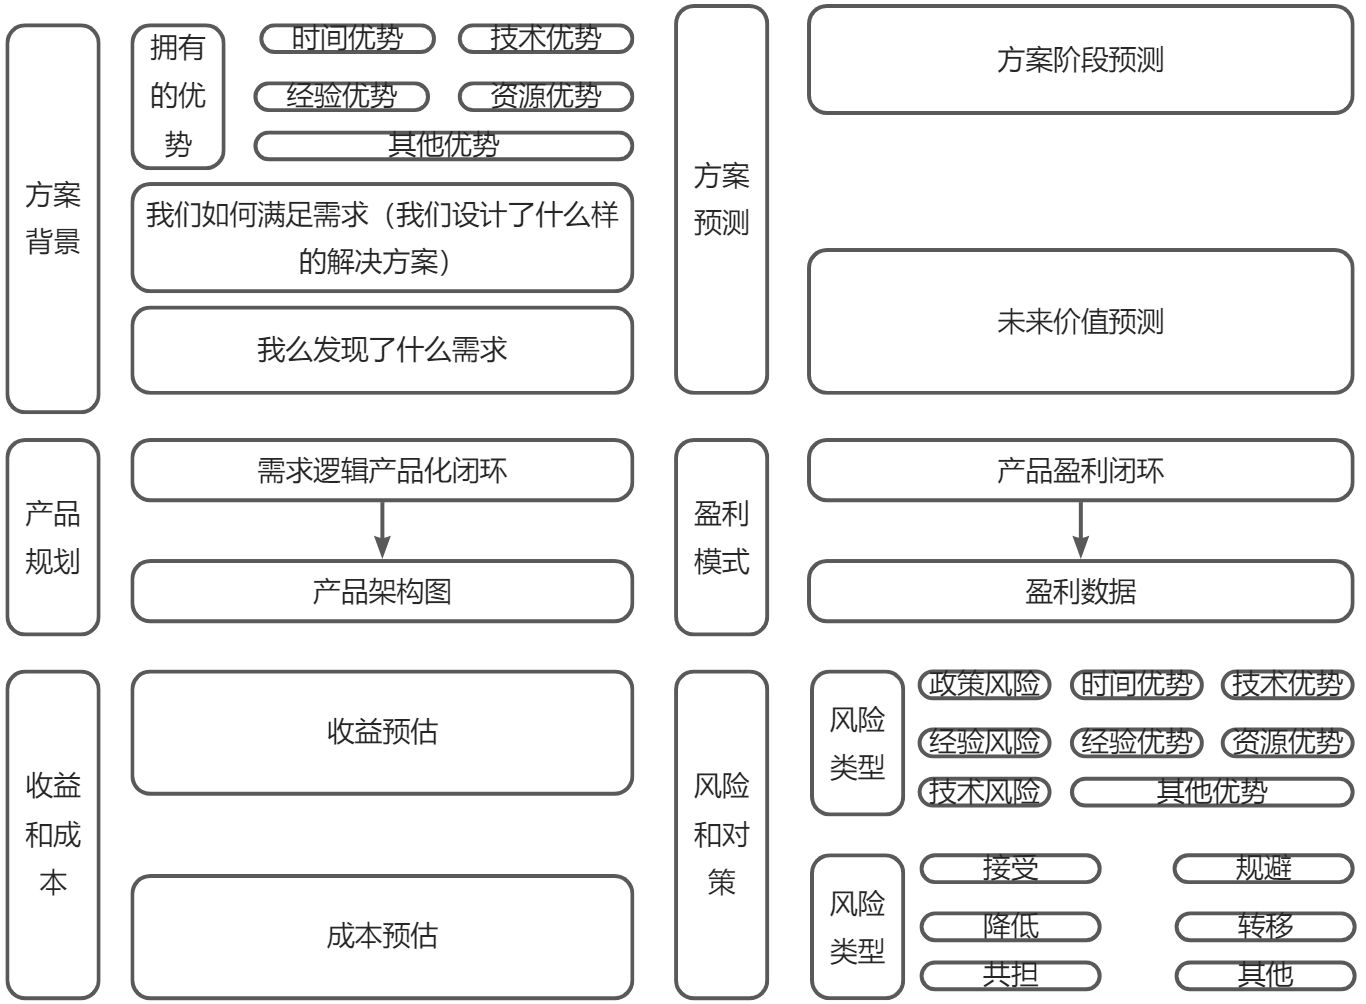 方案
背景
拥有
的优
势
时间优势
技术优势
经验优势
资源优势
其他优势
我们如何满足需求（我们设计了什么样
的解决方案）
我么发现了什么需求
方案
预测
方案阶段预测
未来价值预测
产品
规划
需求逻辑产品化闭环
产品架构图
盈利
模式
产品盈利闭环
盈利数据
收益
和成
本
收益预估
成本预估
风险
和对
策
风险
类型
政策风险
时间优势
技术优势
经验风险
经验优势
资源优势
技术风险
其他优势
风险
类型
接受
规避
降低
转移
共担
其他